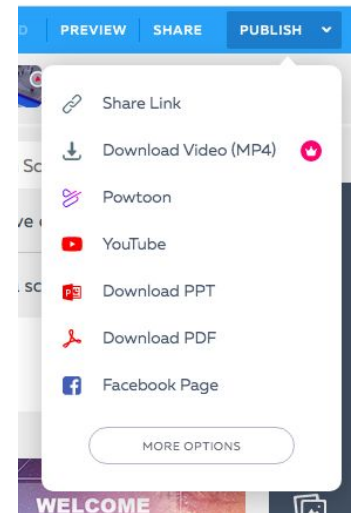 PREVIEW SHARE PUBLISH
Share Link
Download Video (MP4)
Powtoon
YouTube
Download PPT
Download PDF
Facebook Page
MORE OPTIONS
WELCOME